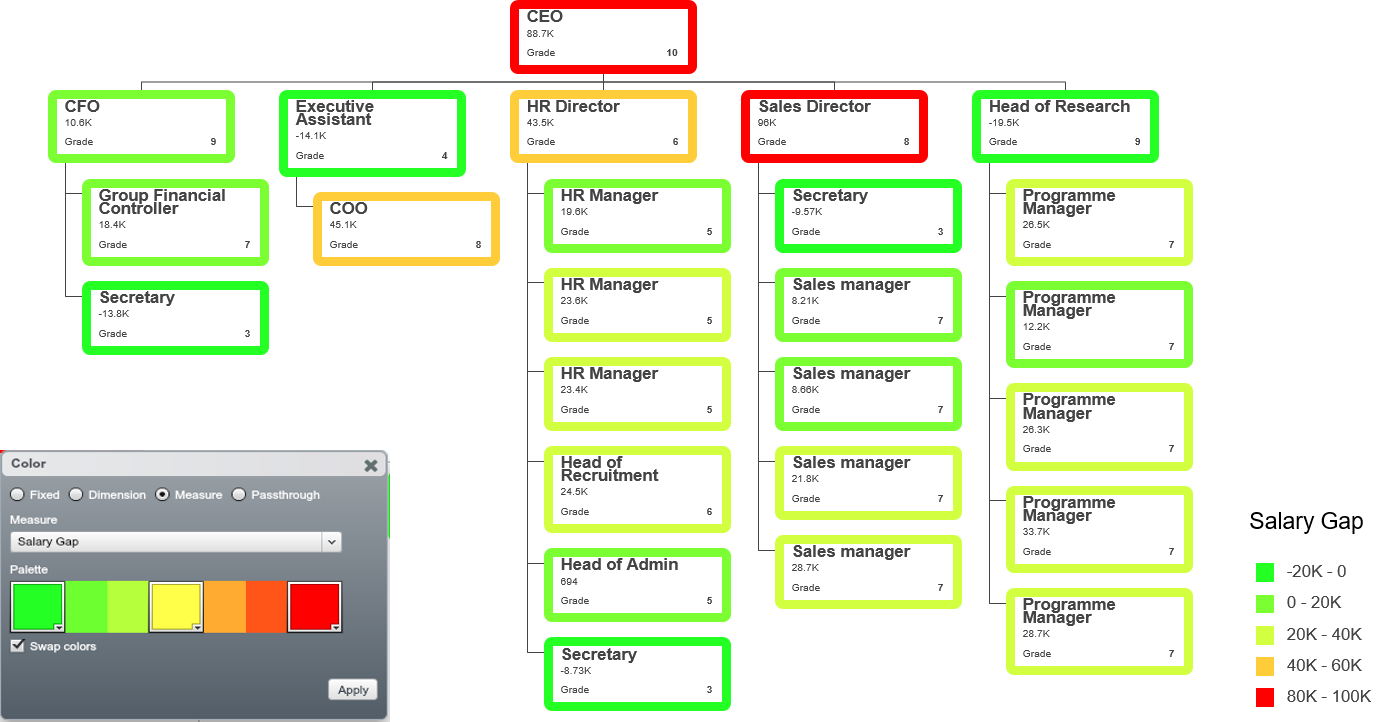 CEO
88.7K
Grade 10
CFO
10.6K
Grade 9
Group Financial
Controller
18.4K
Grade 7
Secretary
-13.8K
Grade 3
Executive
Assistant
-14.1K
Grade 4
COO
45.1K
Grade 8
HR Director
43.5K
Grade 6
HR Manager
19.6K
Grade 5
HR Manager
23.6K
Grade 5
HR Manager
23.4K
Grade 5
Head of
Recruitment
24.5K
Grade 6
Head of Admin
694
Grade 5
Secretary
-8.73K
Grade 3
Sales Director
96K
Grade 8
Secretary
-9.57K
Grade 3
Sales manager
8.21K
Grade 7
Sales manager
8.66K
Grade 7
Sales manager
21.8K
Grade 7
Sales manager
28.7K
Grade 7
Head of Research
-19.5K
Grade 9
Programme
Manager
26.5K
Grade 7
Programme
Manager
12.2K
Grade 7
Programme
Manager
26.3K
Grade 7
Programme
Manager
33.7K
Grade 7
Programme
Manager
28.7K
Grade 7
Color
Fixed Dimension Measure Passthrough
Measure
Salary Gap
Palette
Swap colors
Apply
Salary Gap
-20K - 0
0 - 20K
20K - 40K
40K - 60K
80K - 100K